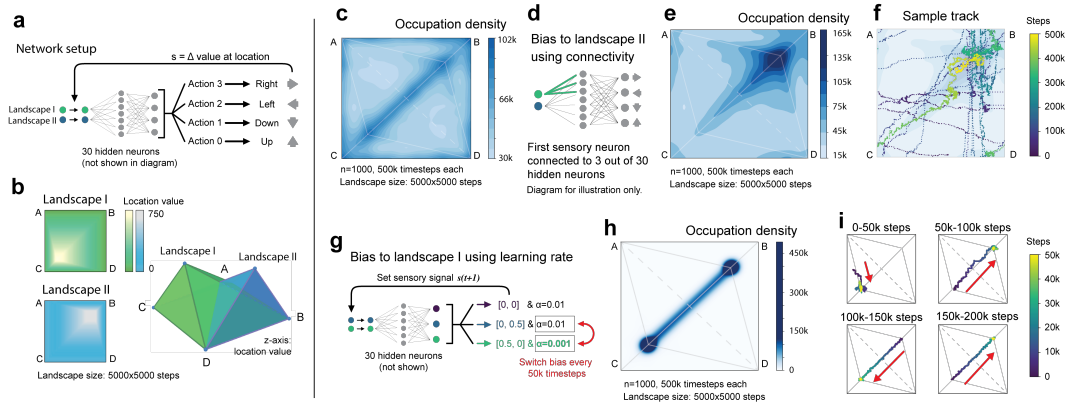 a
Network setup
s = Δ value at location
Landscape I
Landscape II
Action 3
Right
Action 2
Left
Action 1
Down
Action 0
Up
30 hidden neurons
(not shown in diagram)
b
Landscape I
Location value
A
B
C
D
750
0
Landscape II
A
B
C
D
Landscape I
Landscape II
A
B
C
D
z-axis:
location value
Landscape size: 5000x5000 steps
c
Occupation density
A
B
C
D
102k
66k
30k
n=1000, 500k timesteps each
Landscape size: 5000x5000 steps
d
Bias to landscape II
using connectivity
First sensory neuron
connected to 3 out of 30
hidden neurons
Diagram for illustration only.
e
Occupation density
A
B
C
D
165k
135k
105k
75k
45k
15k
n=1000, 500k timesteps each
Landscape size: 5000x5000 steps
f
Sample track
A
B
C
D
Steps
500k
400k
300k
200k
100k
0
g
Bias to landscape I using learning rate
Set sensory signal s(t+1)
[0, 0] & α=0.01
[0, 0.5] & α=0.01
[0.5, 0] & α=0.001
30 hidden neurons
(not shown)
Switch bias every
50k timesteps
h
Occupation density
A
B
C
D
450k
300k
150k
0
n=1000, 500k timesteps each
Landscape size: 5000x5000 steps
i
0-50k steps
50k-100k steps
100k-150k steps
150k-200k steps
Steps
50k
40k
30k
20k
10k
0